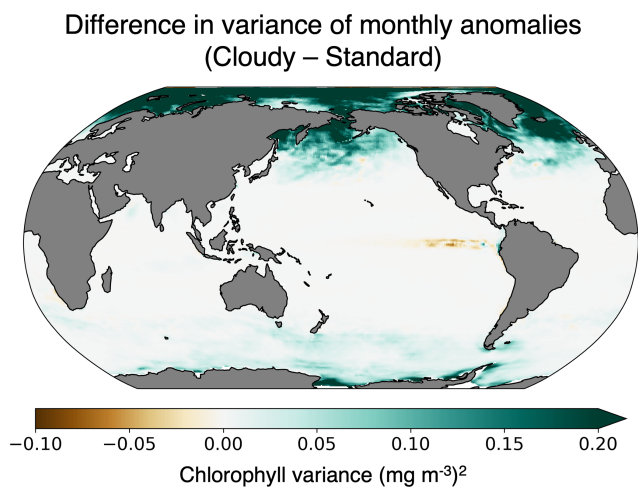 Difference in variance of monthly anomalies
(Cloudy – Standard)
−0.10 −0.05 0.00 0.05 0.10 0.15 0.20
Chlorophyll variance (mg m⁻³)²